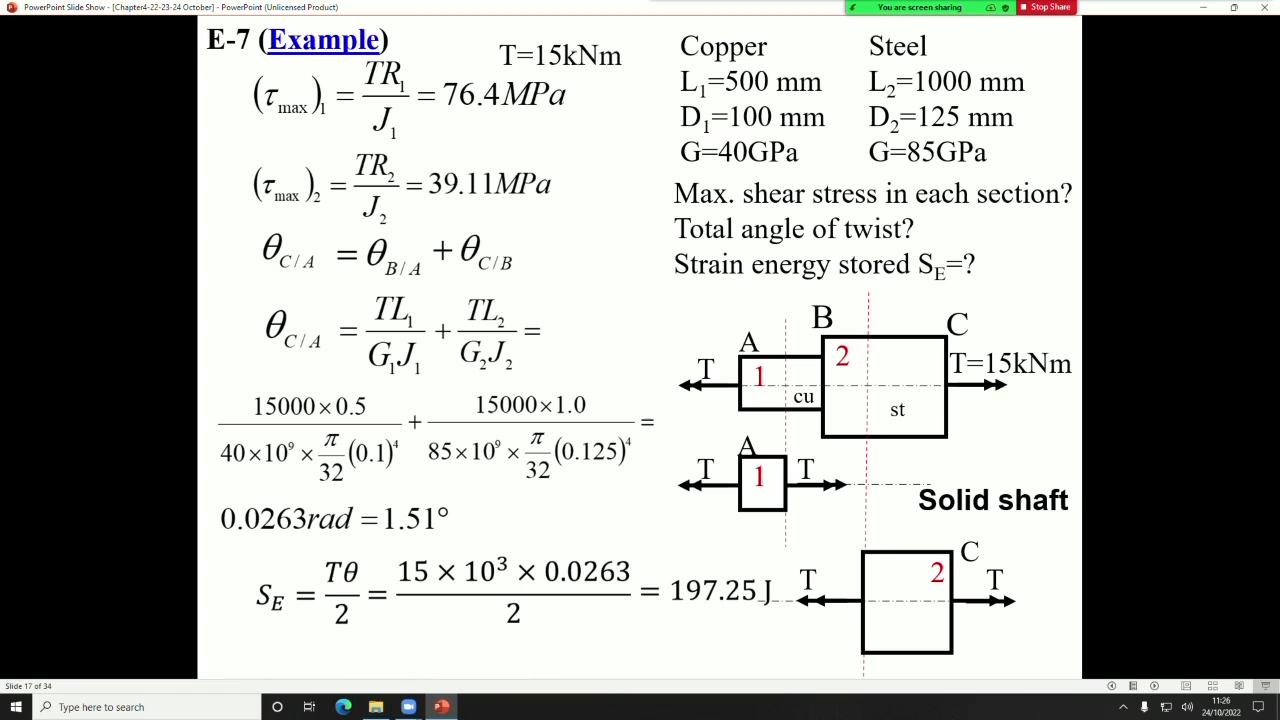 PowerPoint Slide Show - [Chapter4-22-23-24 October] - PowerPoint (Unlicensed Product)
You are screen sharing
Stop Share
E-7 (Example)
T=15kNm
(τmax)1 = TR1/J1 = 76.4MPa
(τmax)2 = TR2/J2 = 39.11MPa
θC/A = θB/A + θC/B
θC/A = TL1/G1J1 + TL2/G2J2 =
15000×0.5/40×10⁹×π/32(0.1)⁴ + 15000×1.0/85×10⁹×π/32(0.125)⁴ =
0.0263rad = 1.51°
SE = Tθ/2 = 15 × 10³ × 0.0263/2 = 197.25 J
Copper Steel
L1=500 mm L2=1000 mm
D1=100 mm D2=125 mm
G=40GPa G=85GPa
Max. shear stress in each section?
Total angle of twist?
Strain energy stored SE=?
B
A
C
T
1
2
T=15kNm
cu
st
A
T
1
T
Solid shaft
C
T
2
T
Slide 17 of 34
Type here to search
11:26
24/10/2022